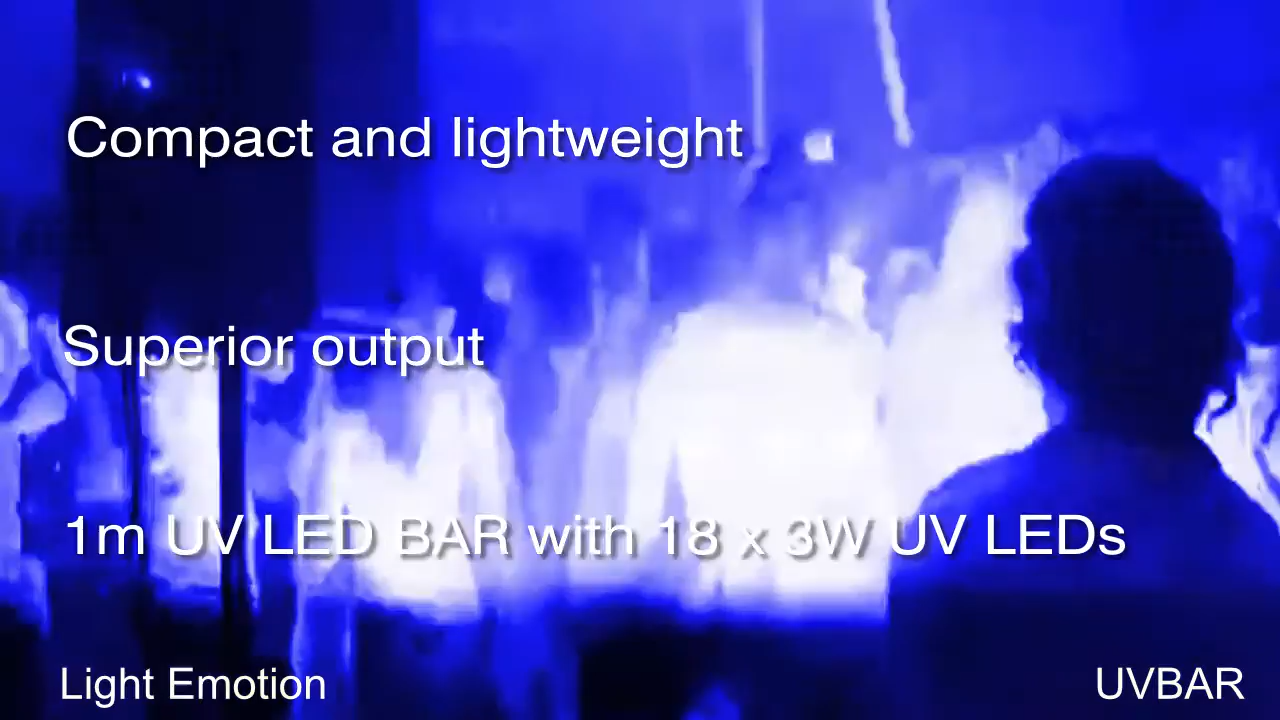 Compact and lightweight
Superior output
1m UV LED BAR with 18 x 3W UV LEDs
Light Emotion
UVBAR